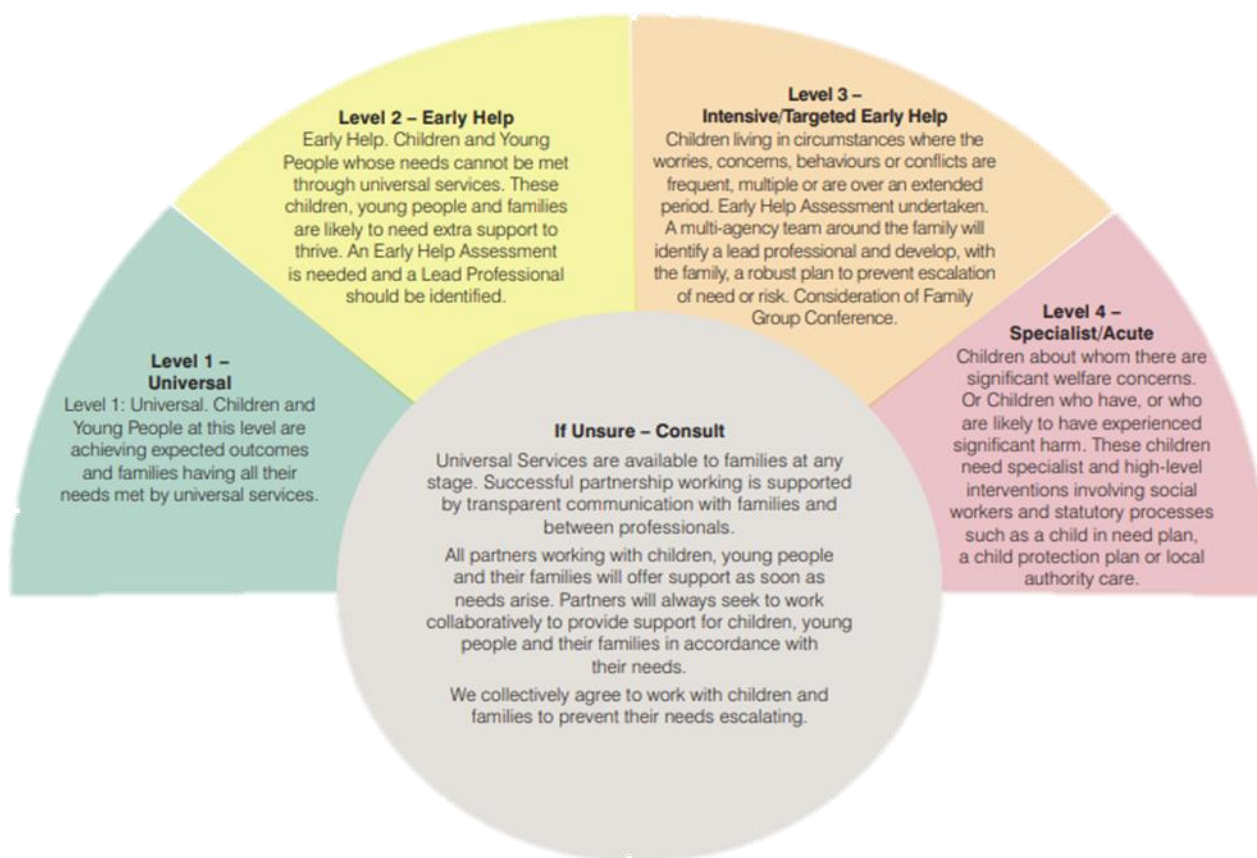 Level 1 –
Universal
Level 1: Universal. Children and
Young People at this level are
achieving expected outcomes
and families having all their
needs met by universal services.
Level 2 – Early Help
Early Help. Children and Young
People whose needs cannot be met
through universal services. These
children, young people and families
are likely to need extra support to
thrive. An Early Help Assessment
is needed and a Lead Professional
should be identified.
Level 3 –
Intensive/Targeted Early Help
Children living in circumstances where the
worries, concerns, behaviours or conflicts are
frequent, multiple or are over an extended
period. Early Help Assessment undertaken.
A multi-agency team around the family will
identify a lead professional and develop, with
the family, a robust plan to prevent escalation
of need or risk. Consideration of Family
Group Conference.
Level 4 –
Specialist/Acute
Children about whom there are
significant welfare concerns.
Or Children who have, or who
are likely to have experienced
significant harm. These children
need specialist and high-level
interventions involving social
workers and statutory processes
such as a child in need plan,
a child protection plan or local
authority care.
If Unsure – Consult
Universal Services are available to families at any
stage. Successful partnership working is supported
by transparent communication with families and
between professionals.
All partners working with children, young people
and their families will offer support as soon as
needs arise. Partners will always seek to work
collaboratively to provide support for children, young
people and their families in accordance with
their needs.
We collectively agree to work with children and
families to prevent their needs escalating.